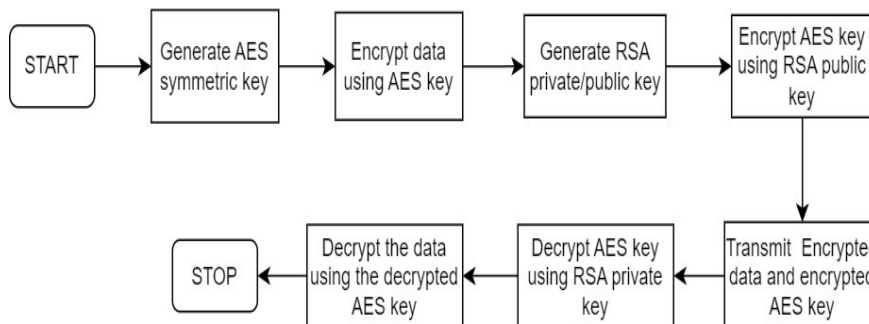 START
Generate AES
symmetric key
Encrypt data
using AES key
Generate RSA
private/public key
Encrypt AES key
using RSA public
key
Transmit Encrypted
data and encrypted
AES key
Decrypt AES key
using RSA private
key
Decrypt the data
using the decrypted
AES key
STOP